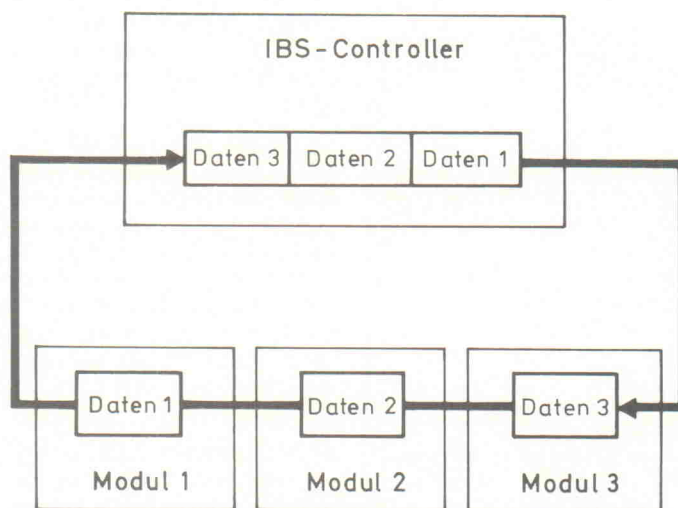 IBS-Controller
Daten 3 Daten 2 Daten 1
Daten 1 Daten 2 Daten 3
Modul 1 Modul 2 Modul 3